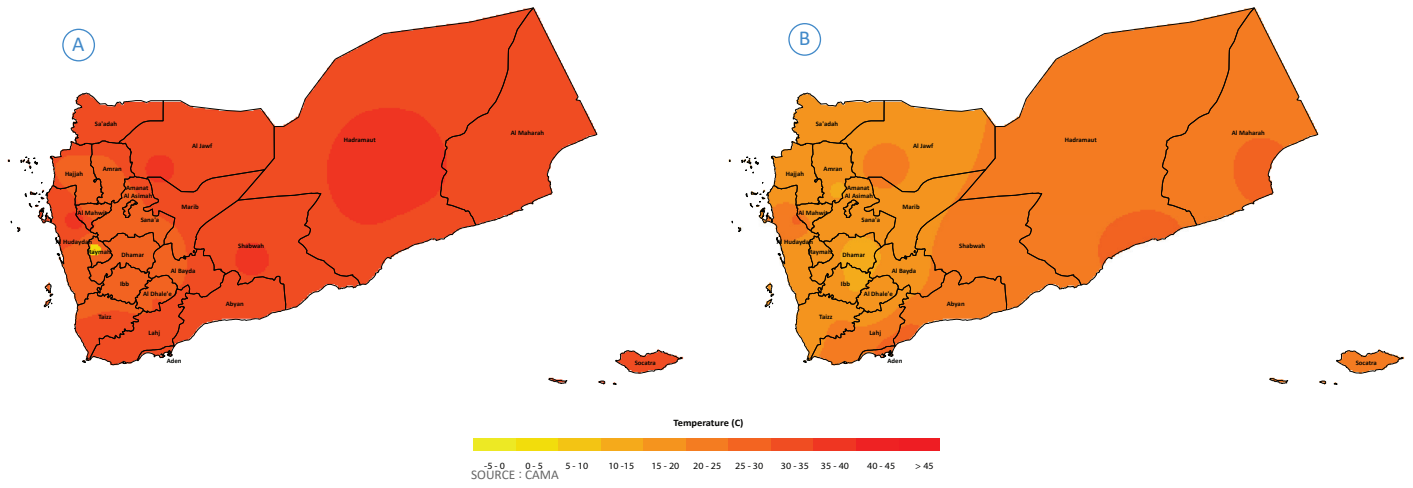 A
Sa'adah
Al Jawf
Hadramaut
Al Maharah
Hajjah
Amran
Amanat
Al Asimah
Al Mahwit
Sana'a
Marib
Al Hudaydah
Raymah
Dhamar
Shabwah
Al Bayda
Ibb
Al Dhale'e
Abyan
Taizz
Lahj
Aden
Socatra
B
Sa'adah
Al Jawf
Hadramaut
Al Maharah
Hajjah
Amran
Amanat
Al Asimah
Al Mahwit
Sana'a
Marib
Al Hudaydah
Raymah
Dhamar
Shabwah
Al Bayda
Ibb
Al Dhale'e
Abyan
Taizz
Lahj
Aden
Socatra
Temperature (C)
-5 - 0 0 - 5 5 - 10 10 -15 15 - 20 20 - 25 25 - 30 30 - 35 35 - 40 40 - 45 > 45
SOURCE : CAMA